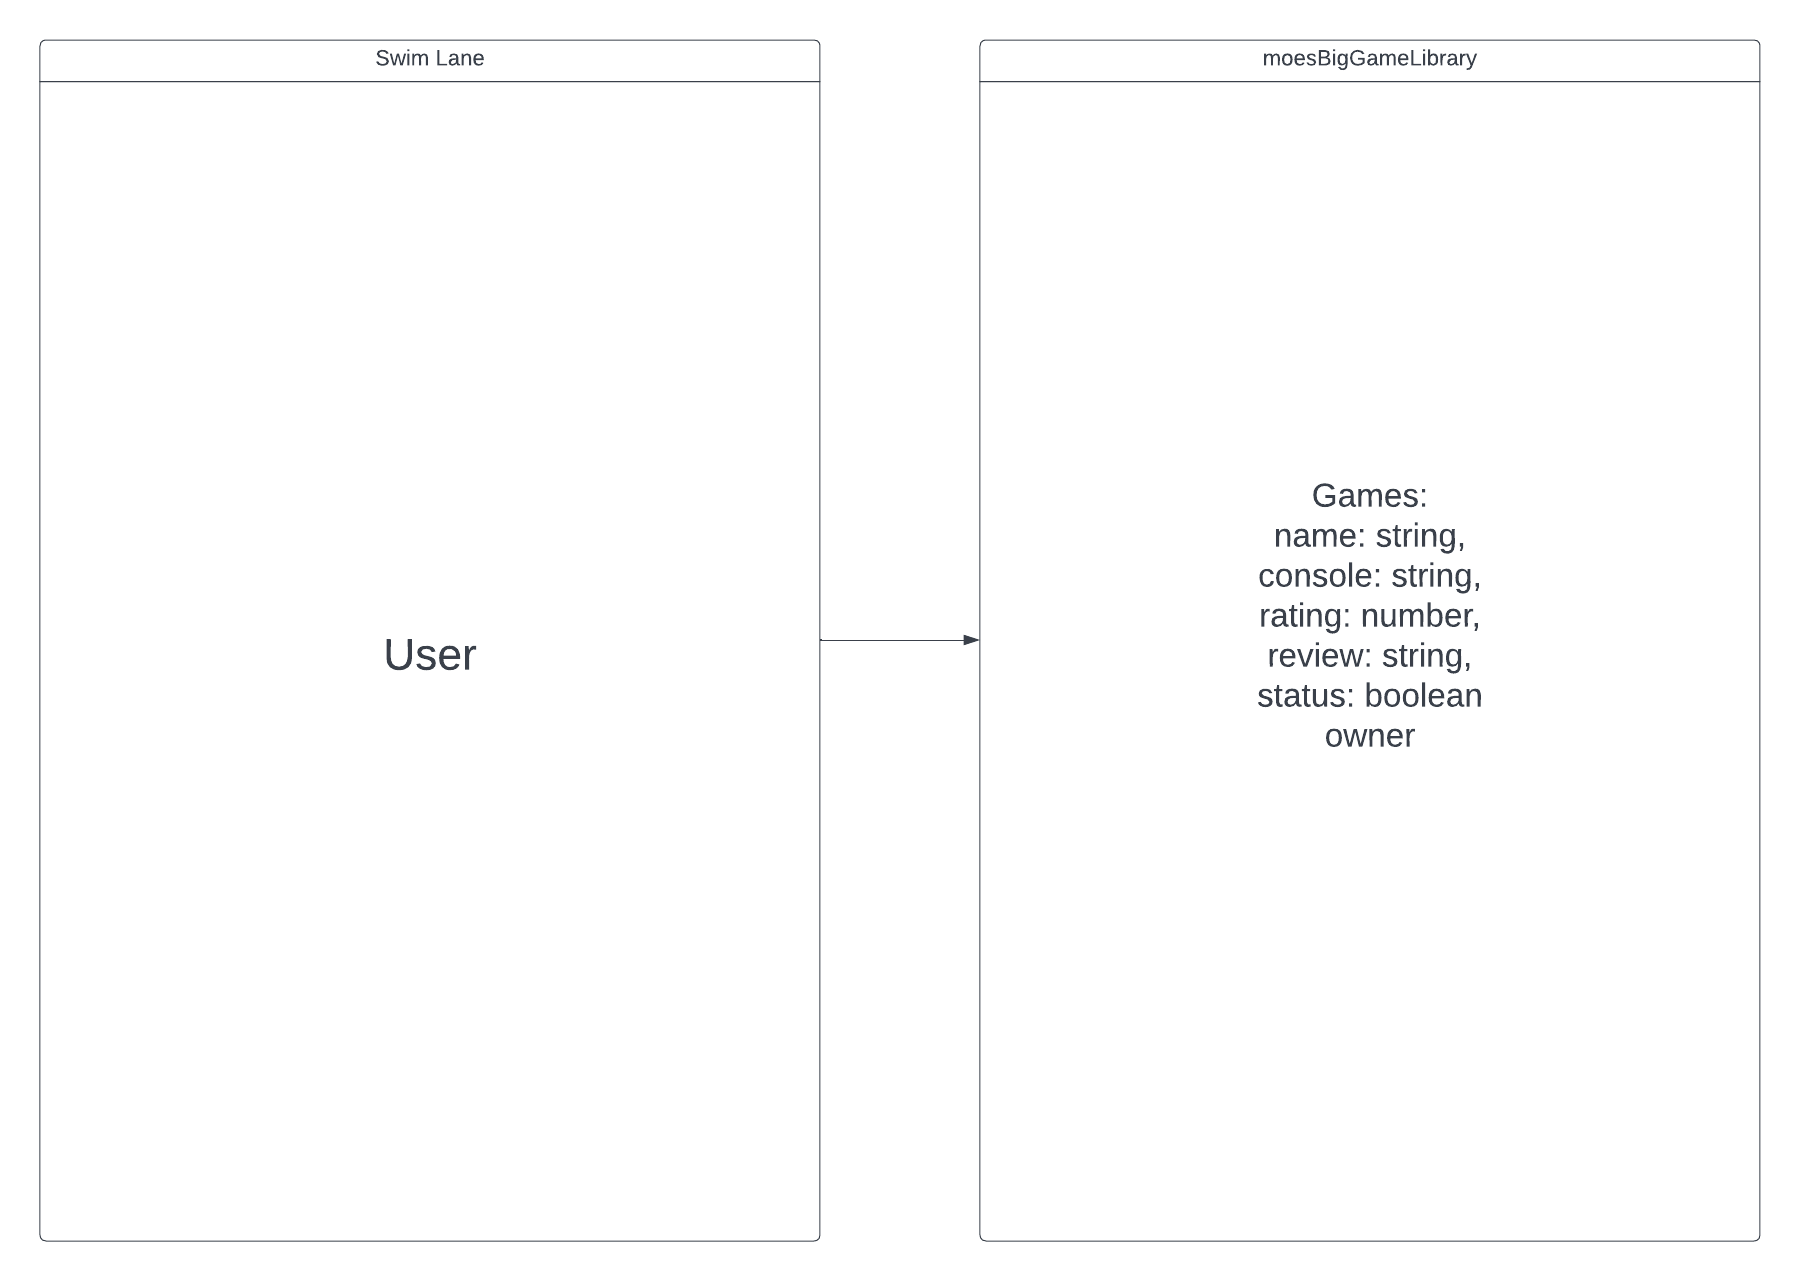 Swim Lane
User
moesBigGameLibrary
Games:
name: string,
console: string,
rating: number,
review: string,
status: boolean
owner